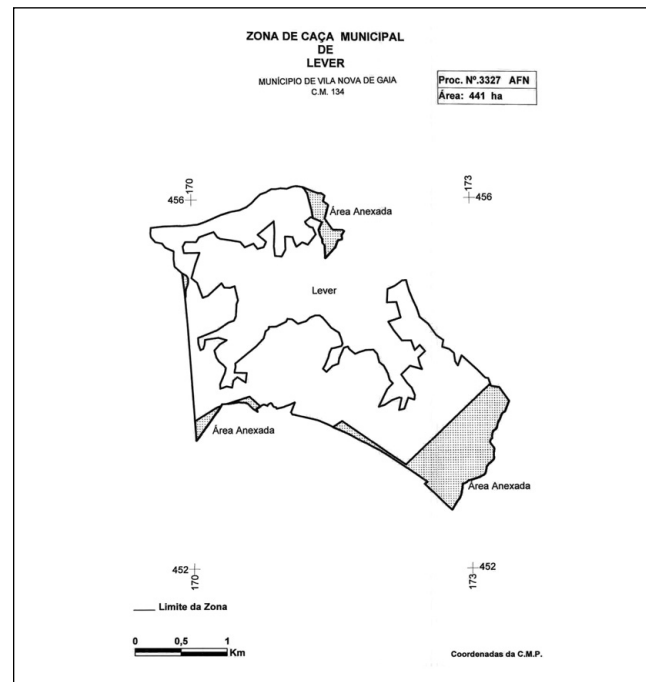 ZONA DE CAÇA MUNICIPAL
DE
LEVER
MUNÍCIPIO DE VILA NOVA DE GAIA
C.M. 134
Proc. Nº.3327 AFN
Área: 441 ha
170
456
173
456
Área Anexada
Lever
Área Anexada
Área Anexada
452
170
452
173
Limite da Zona
0 0,5 1
Km
Coordenadas da C.M.P.